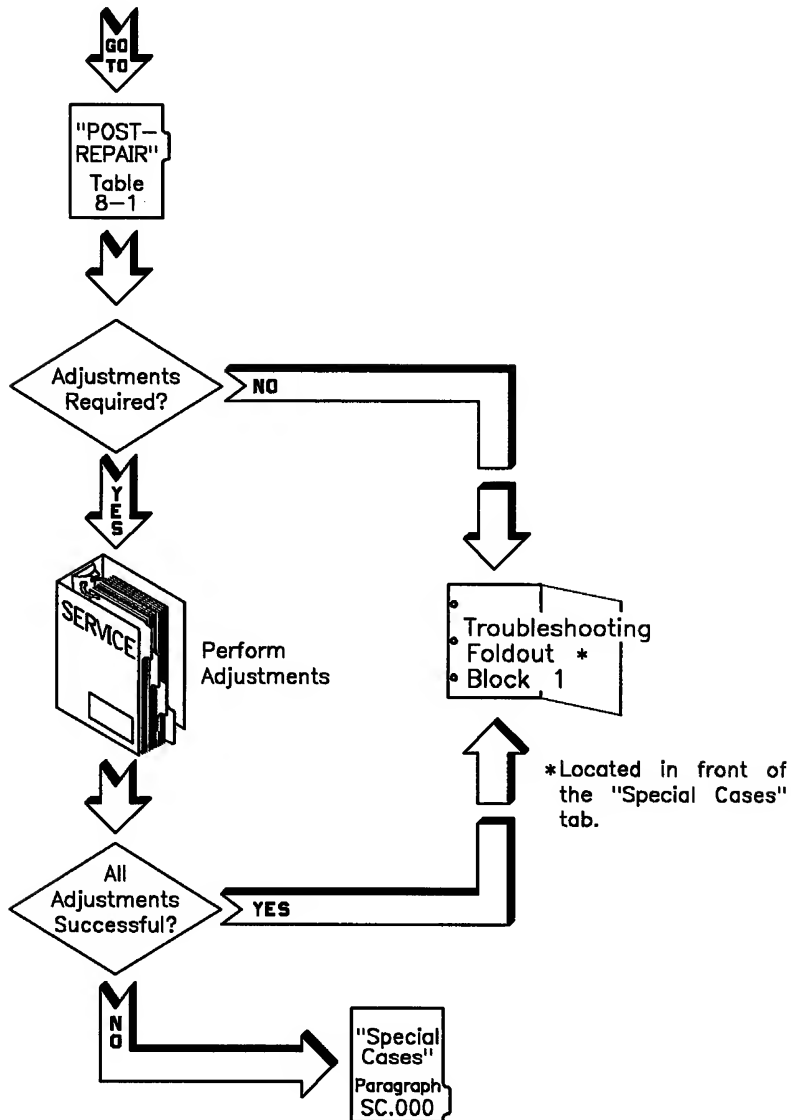 GO
TO
"POST-
REPAIR"
Table
8-1
Adjustments
Required?
NO
YES
SERVICE
Perform
Adjustments
Troubleshooting
Foldout *
Block 1
*Located in front of
the "Special Cases"
tab.
All
Adjustments
Successful?
YES
NO
"Special
Cases"
Paragraph
SC.000